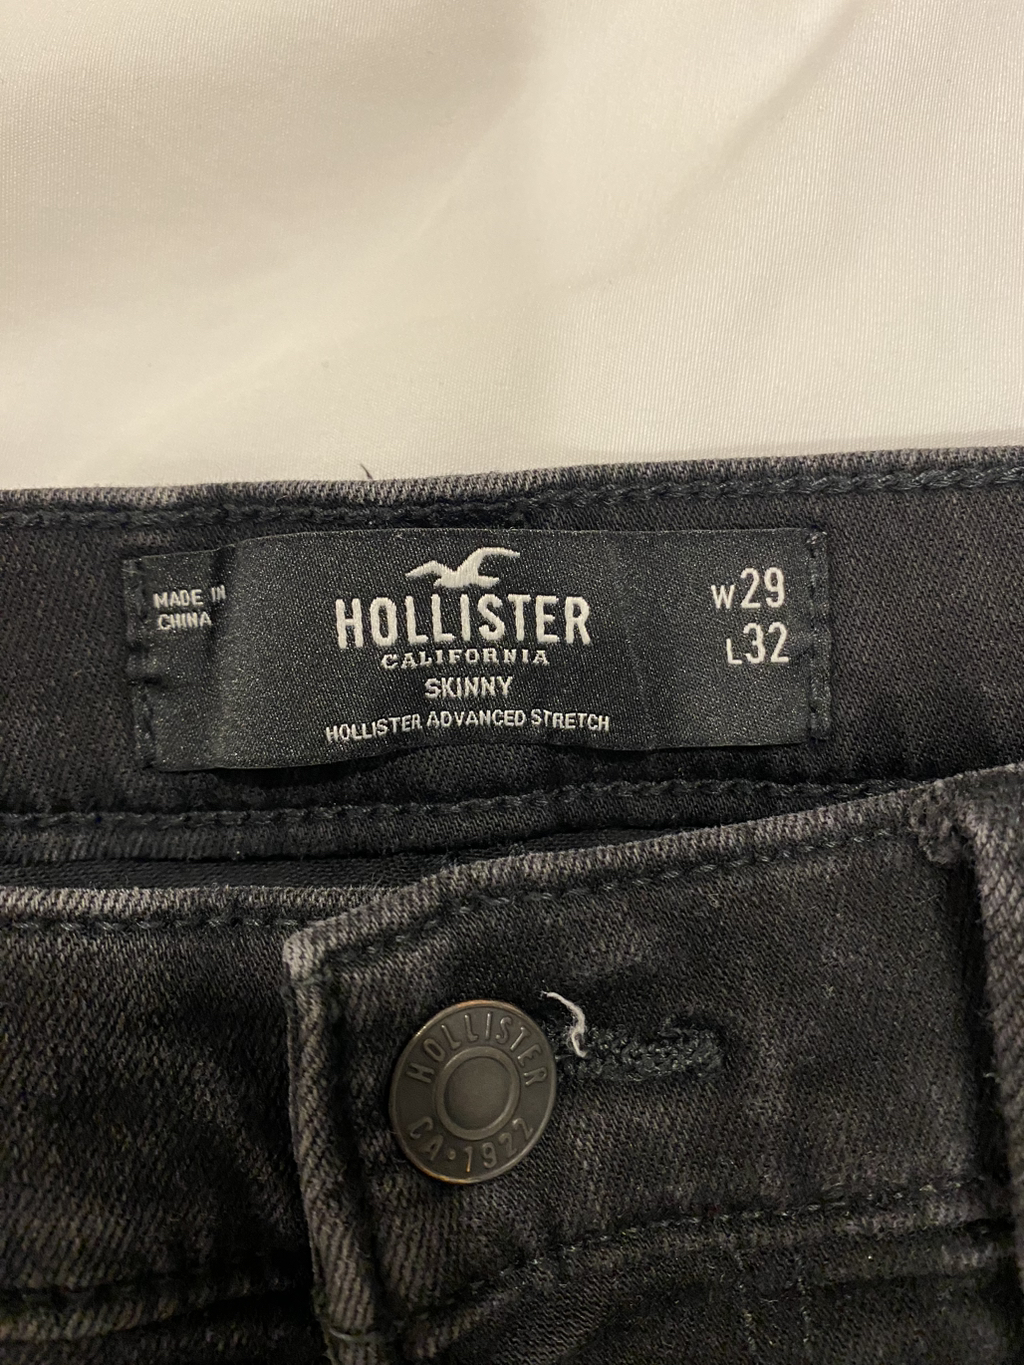 MADE IN
CHINA
HOLLISTER
CALIFORNIA
SKINNY
HOLLISTER ADVANCED STRETCH
W29
L32
HOLLISTER
CA • 1922